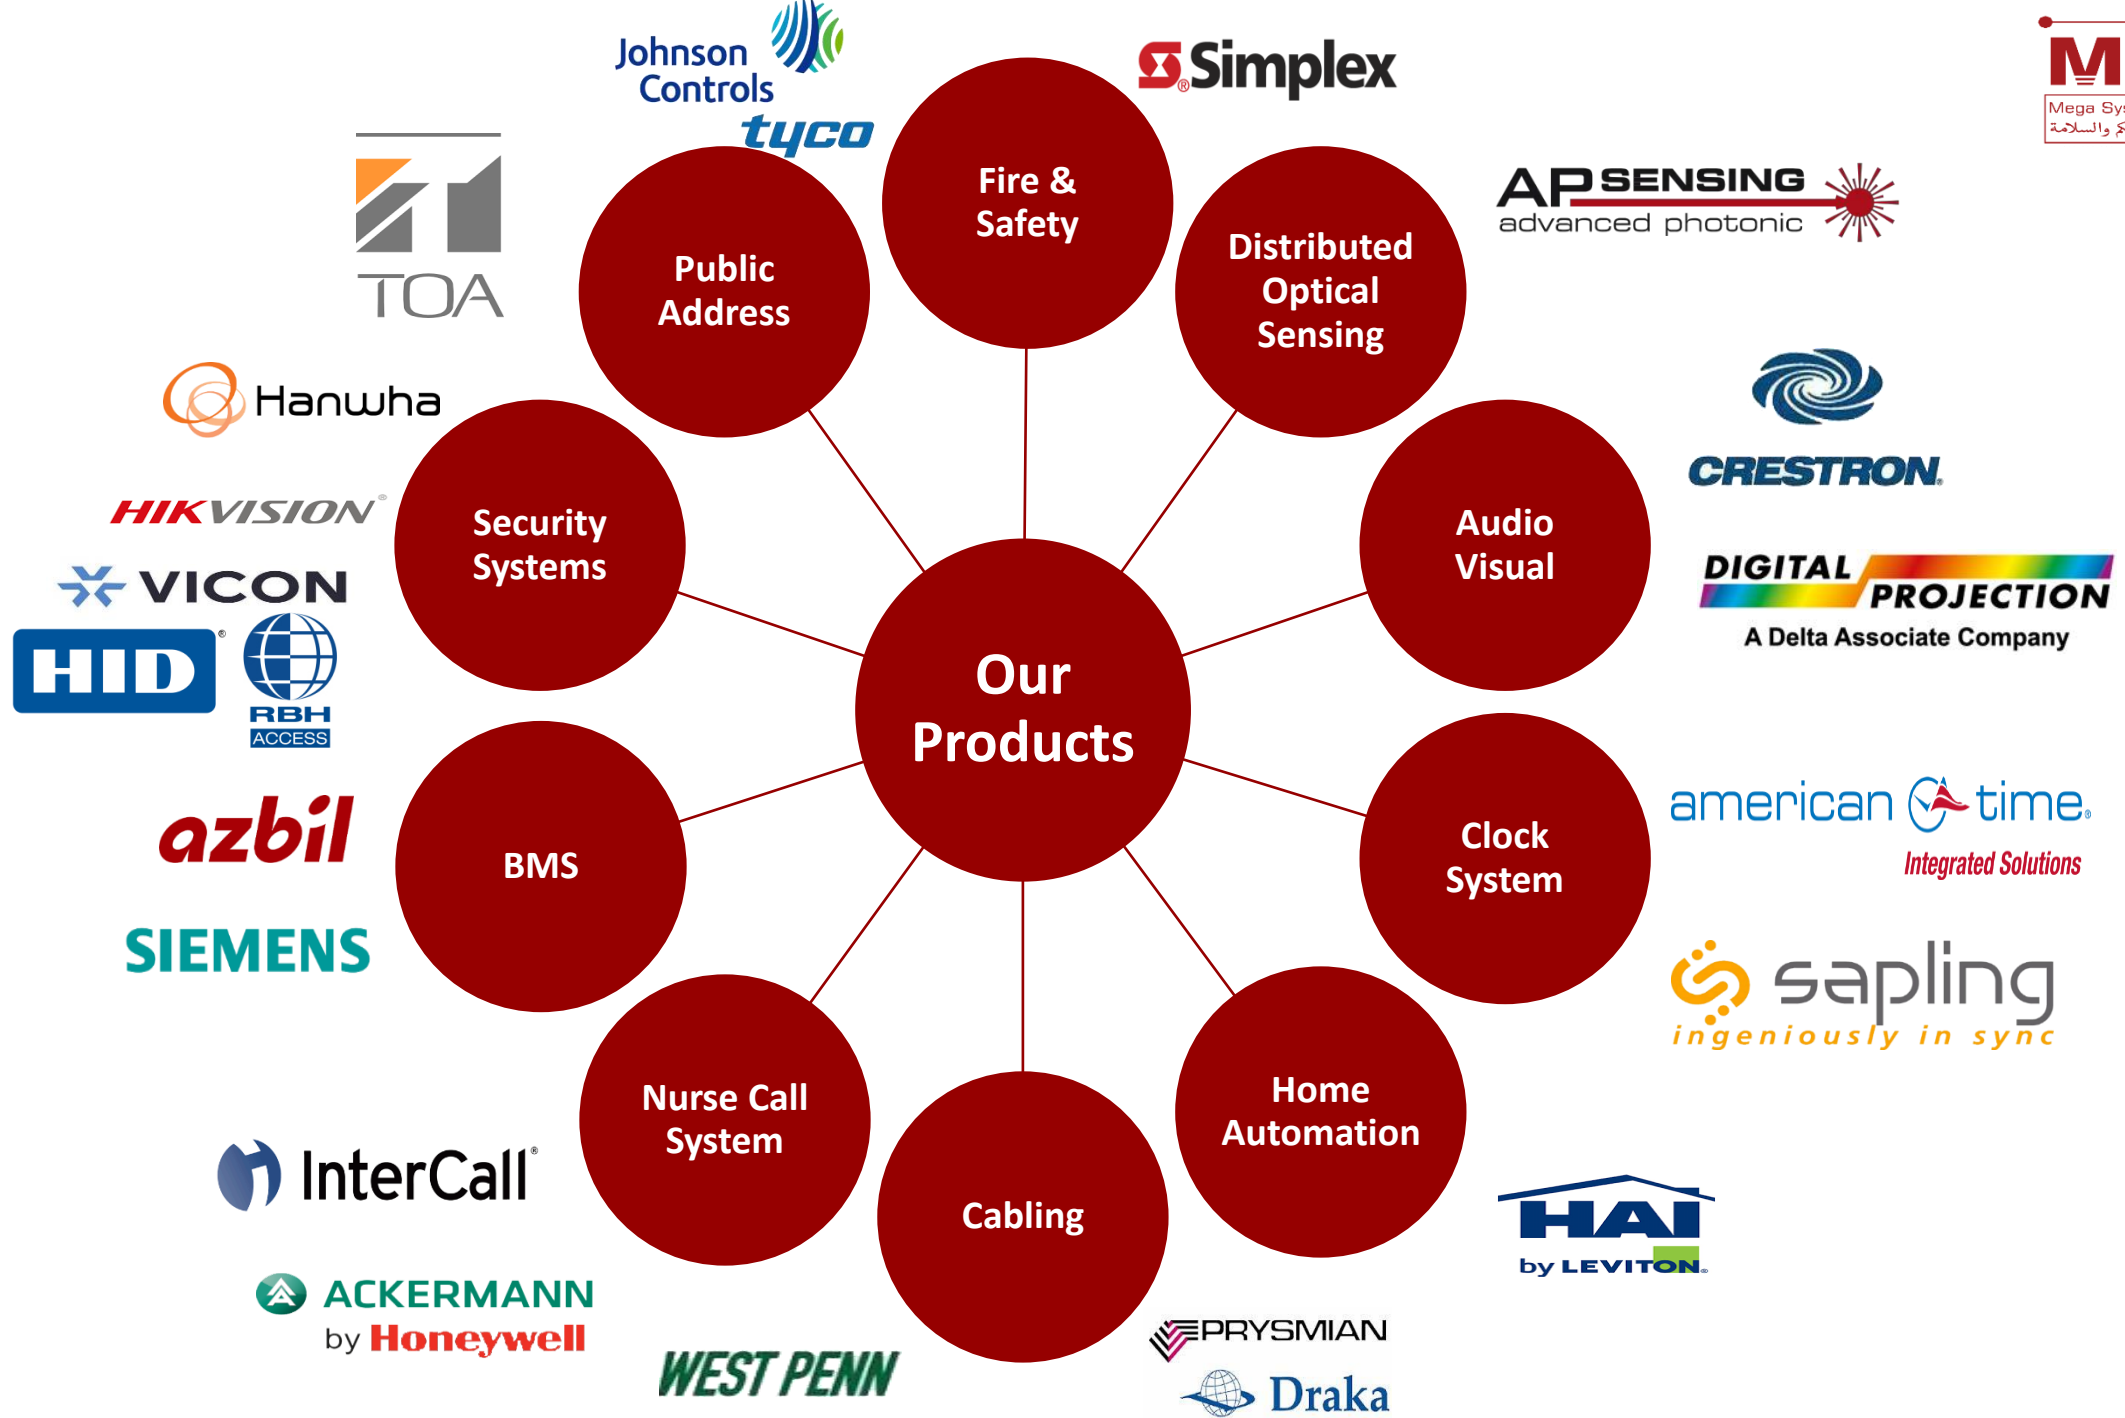 Johnson
Controls
tyco
Simplex
M
Mega Sys
كم والسلامة
TOA
AP SENSING
advanced photonic
Fire &
Safety
Distributed
Optical
Sensing
Public
Address
Hanwha
HIKVISION
VICON
HID
RBH
ACCESS
Security
Systems
CRESTRON
Audio
Visual
DIGITAL
PROJECTION
A Delta Associate Company
Our
Products
azbil
SIEMENS
BMS
american time
Integrated Solutions
Clock
System
sapling
ingeniously in sync
Nurse Call
System
Home
Automation
InterCall
ACKERMANN
by Honeywell
Cabling
HAI
by LEVITON
WEST PENN
PRYSMIAN
Draka